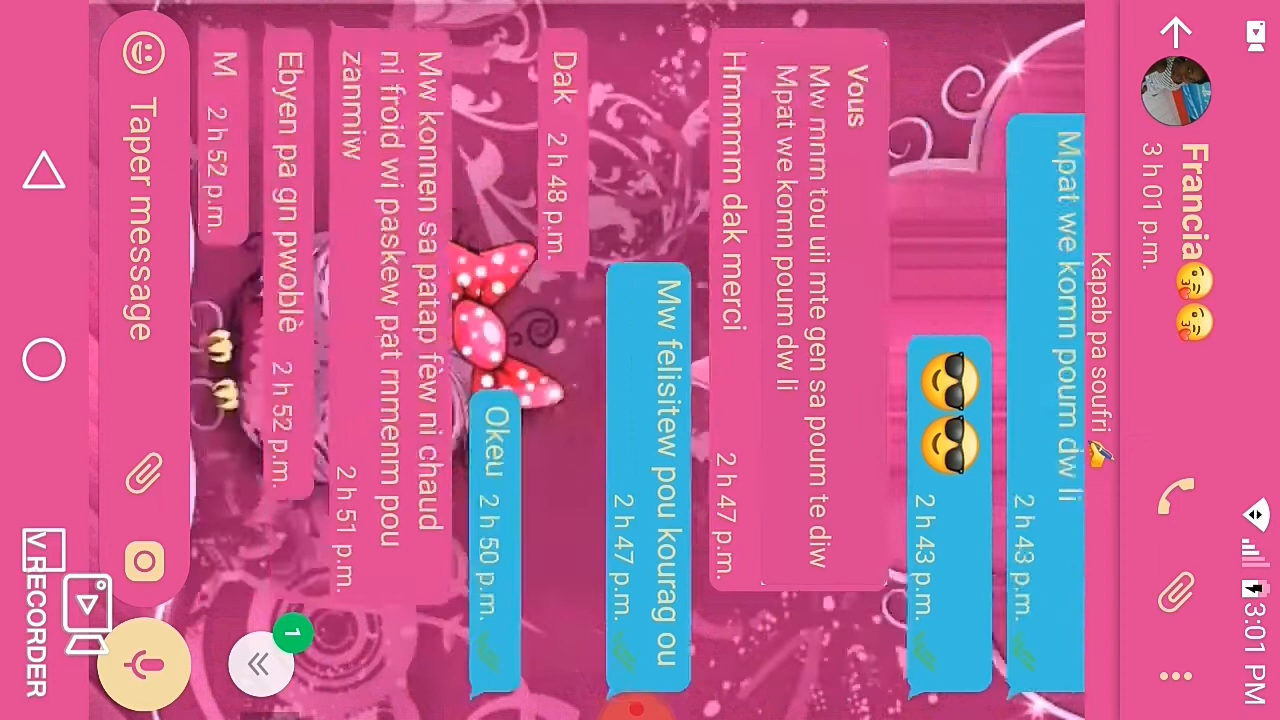 3:01 PM
Francia😘😘
3 h 01 p.m.
Kapab pa soufri ✍
Mpat we komn poum dw li
2 h 43 p.m.
😎😎
2 h 43 p.m.
Vous
Mw mnm tou uii mte gen sa poum te diw
Mpat we komn poum dw li
Hmmmm dak merci
2 h 47 p.m.
Mw felisitew pou kourag ou
2 h 47 p.m.
Dak 2 h 48 p.m.
Okeu 2 h 50 p.m.
Mw konnen sa patap fèw ni chaud
ni froid wi paskew pat rmmenm pou
zanmiw
2 h 51 p.m.
Ebyen pa gn pwoblè 2 h 52 p.m.
M 2 h 52 p.m.
1
Taper message
VRECORDER